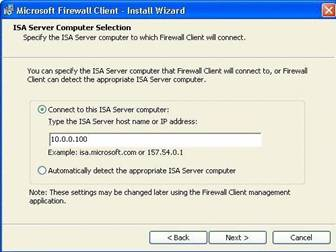 Microsoft Firewall Client - Install Wizard
ISA Server Computer Selection
Specify the ISA Server computer to which Firewall Client will connect.
You can specify the ISA Server computer that Firewall Client will connect to, or Firewall
Client can detect the appropriate ISA Server computer.
Connect to this ISA Server computer:
Type the ISA Server host name or IP address:
10.0.0.100
Example: isa.microsoft.com or 157.54.0.1
Automatically detect the appropriate ISA Server computer
Note: These settings may be changed later using the Firewall Client management
application.
< Back
Next >
Cancel